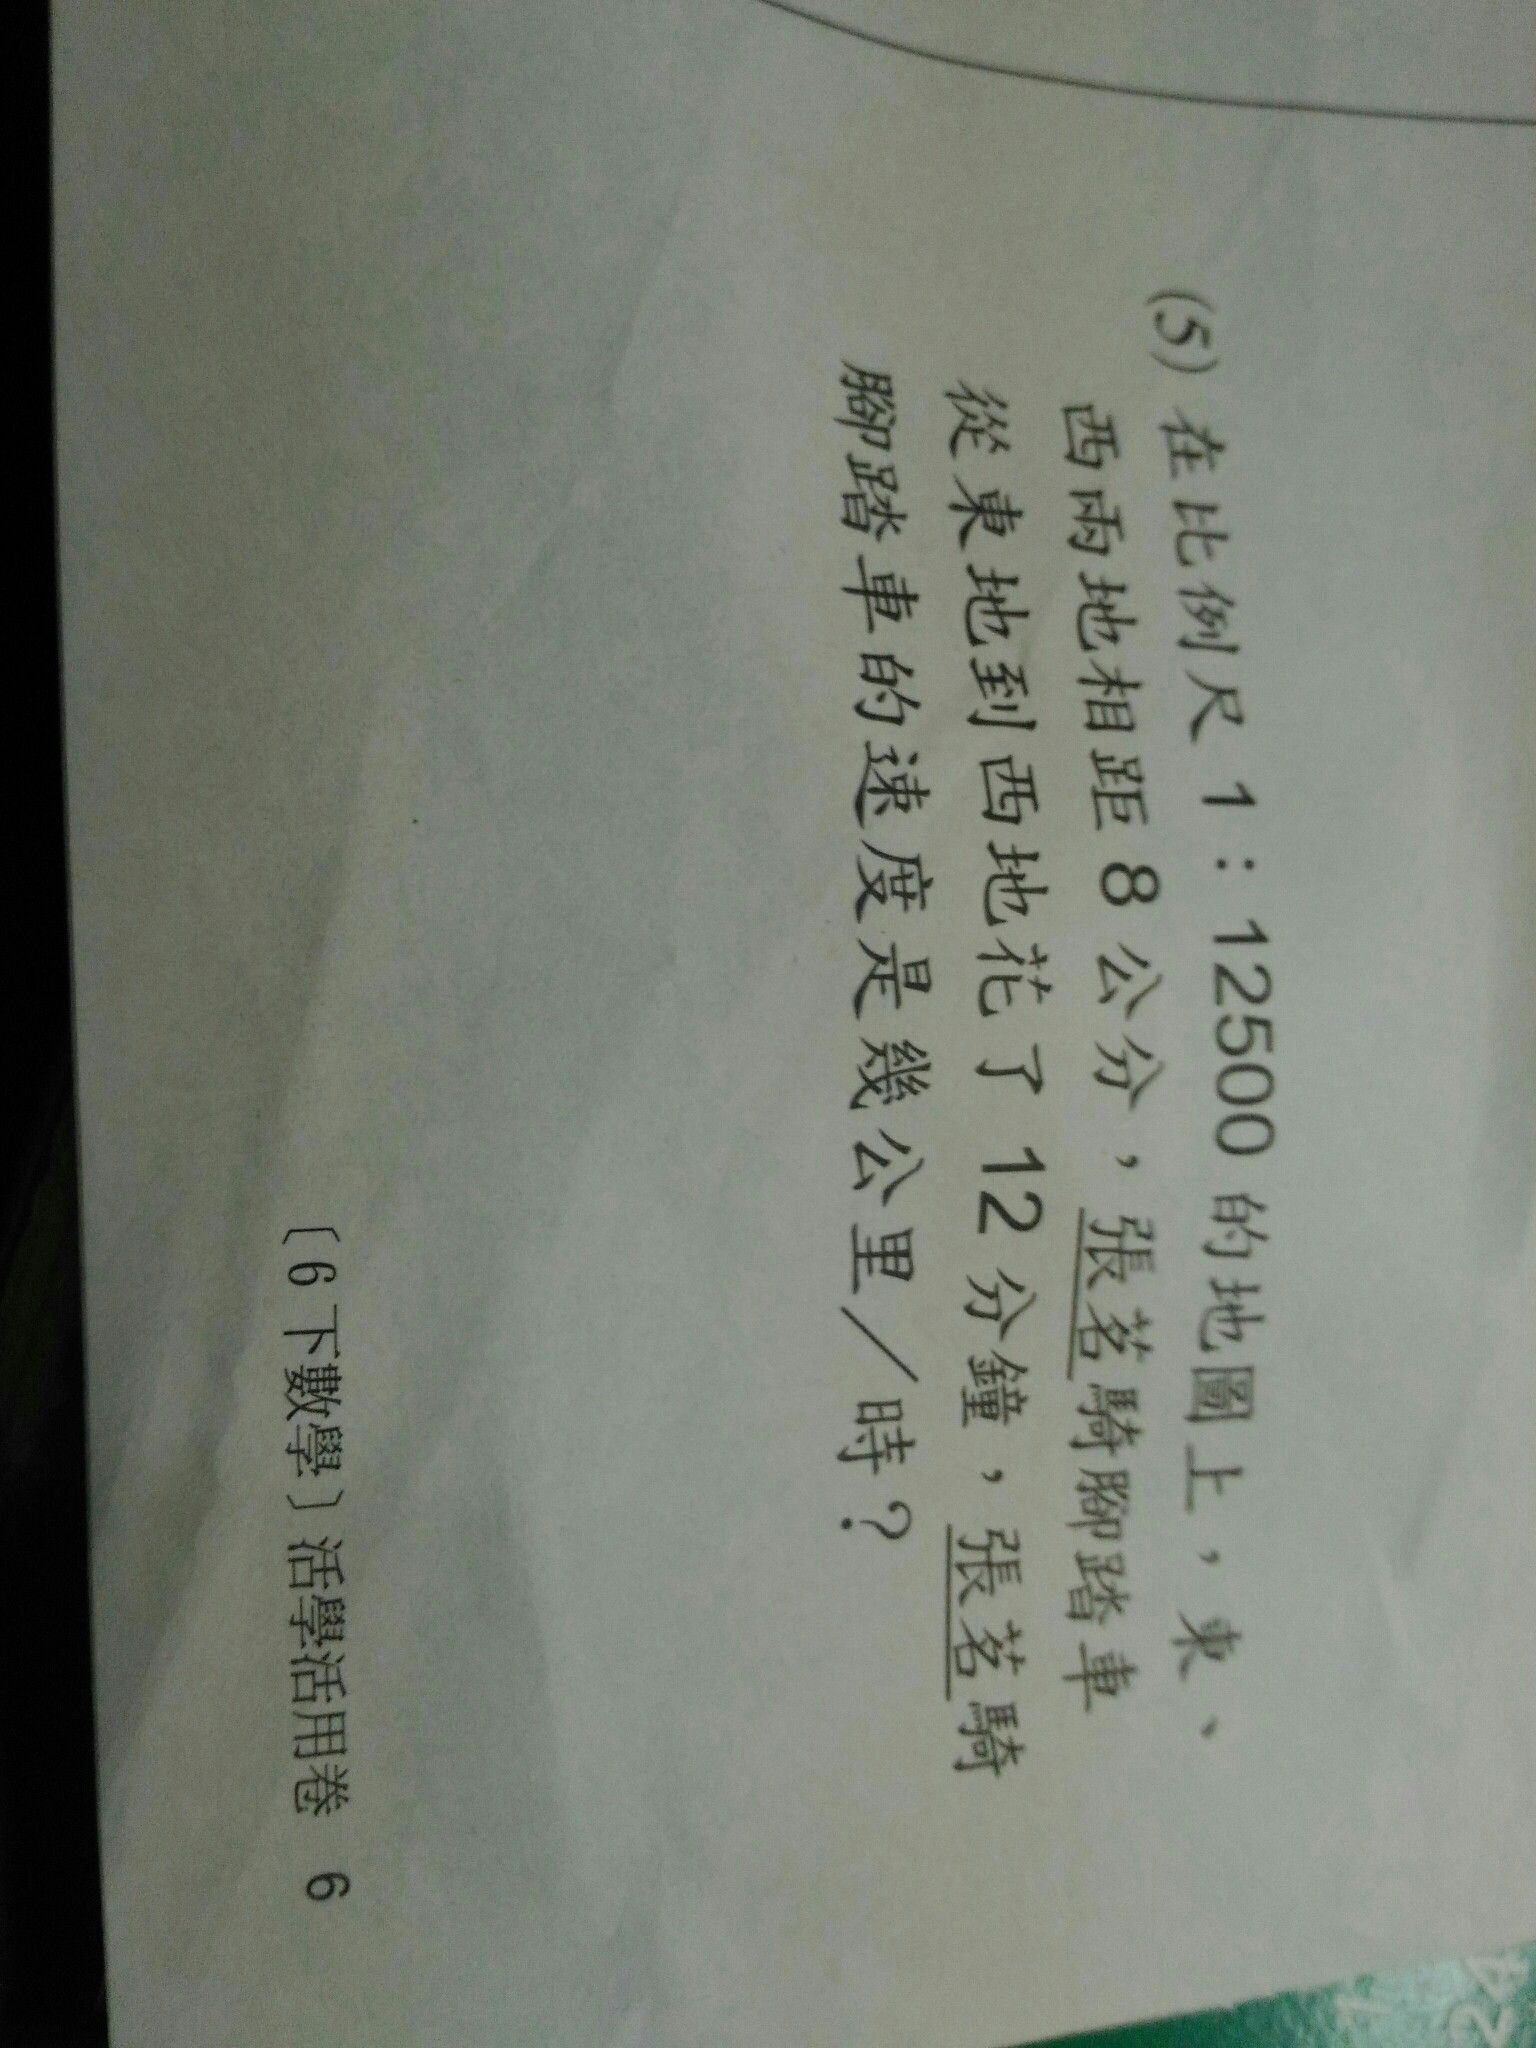 (5) 在比例尺 1：12500 的地圖上，東、
西兩地相距 8 公分，張茗騎腳踏車
從東地到西地花了 12 分鐘，張茗騎
腳踏車的速度是幾公里／時？
〔6下數學〕活學活用卷 6
24